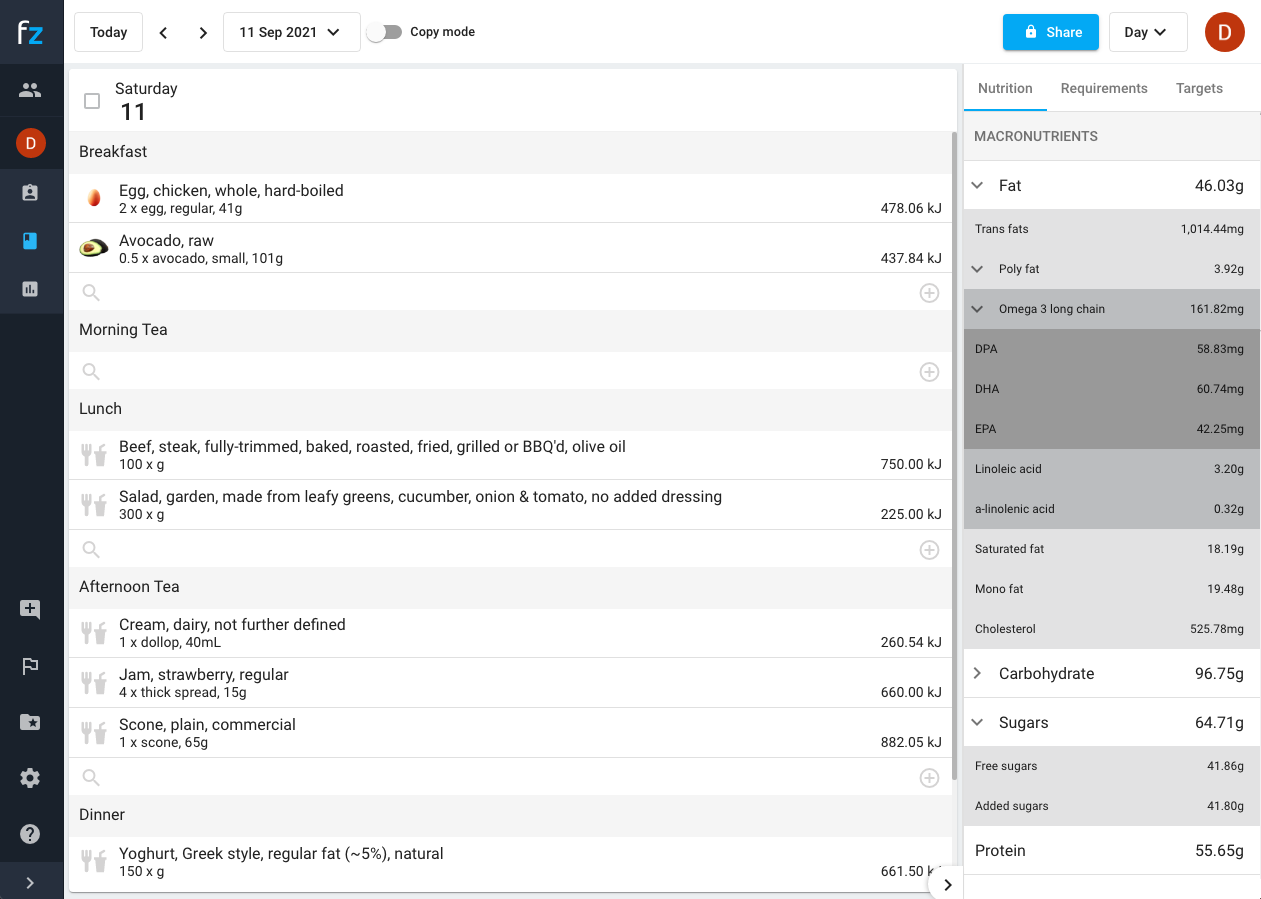 fz
Today
11 Sep 2021
Copy mode
Share
Day
D
D
Saturday
11
Breakfast
Egg, chicken, whole, hard-boiled
2 x egg, regular, 41g
478.06 kJ
Avocado, raw
0.5 x avocado, small, 101g
437.84 kJ
Morning Tea
Lunch
Beef, steak, fully-trimmed, baked, roasted, fried, grilled or BBQ'd, olive oil
100 x g
750.00 kJ
Salad, garden, made from leafy greens, cucumber, onion & tomato, no added dressing
300 x g
225.00 kJ
Afternoon Tea
Cream, dairy, not further defined
1 x dollop, 40mL
260.54 kJ
Jam, strawberry, regular
4 x thick spread, 15g
660.00 kJ
Scone, plain, commercial
1 x scone, 65g
882.05 kJ
Dinner
Yoghurt, Greek style, regular fat (~5%), natural
150 x g
661.50
Nutrition
Requirements
Targets
MACRONUTRIENTS
Fat 46.03g
Trans fats 1,014.44mg
Poly fat 3.92g
Omega 3 long chain 161.82mg
DPA 58.83mg
DHA 60.74mg
EPA 42.25mg
Linoleic acid 3.20g
a-linolenic acid 0.32g
Saturated fat 18.19g
Mono fat 19.48g
Cholesterol 525.78mg
Carbohydrate 96.75g
Sugars 64.71g
Free sugars 41.86g
Added sugars 41.80g
Protein 55.65g